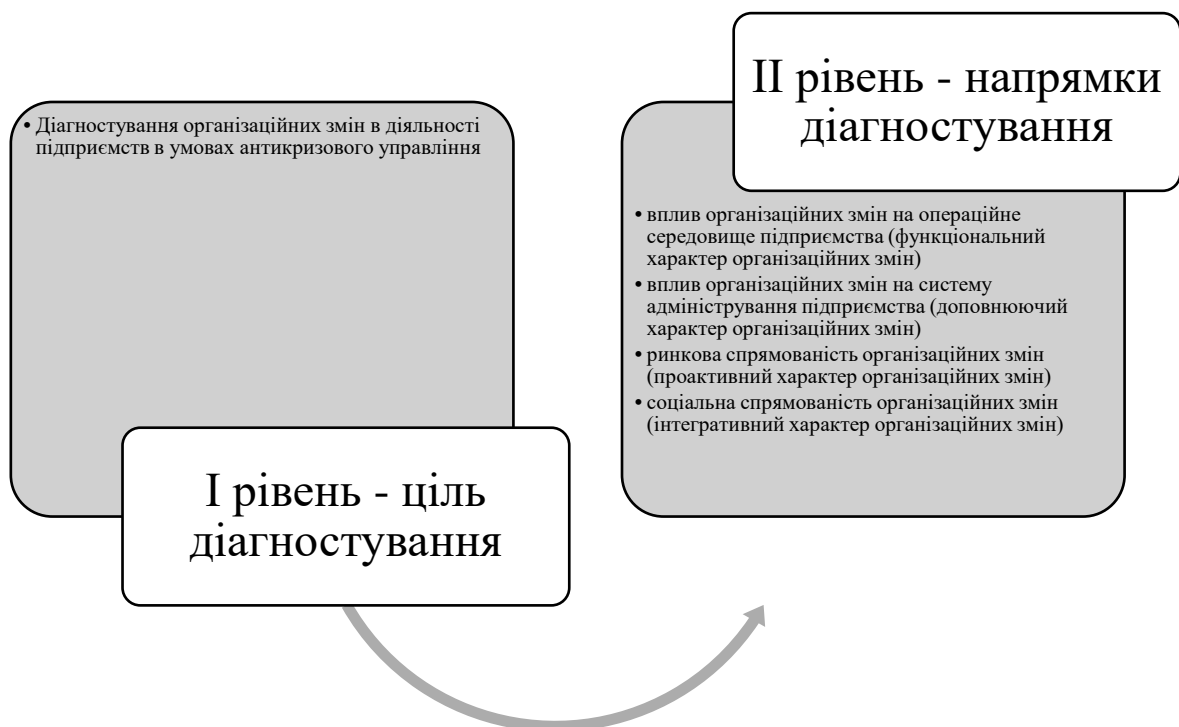 • Діагностування організаційних змін в діяльності
підприємств в умовах антикризового управління
І рівень - ціль
діагностування
ІІ рівень - напрямки
діагностування
• вплив організаційних змін на операційне
середовище підприємства (функціональний
характер організаційних змін)
• вплив організаційних змін на систему
адміністрування підприємства (доповнюючий
характер організаційних змін)
• ринкова спрямованість організаційних змін
(проактивний характер організаційних змін)
• соціальна спрямованість організаційних змін
(інтегративний характер організаційних змін)